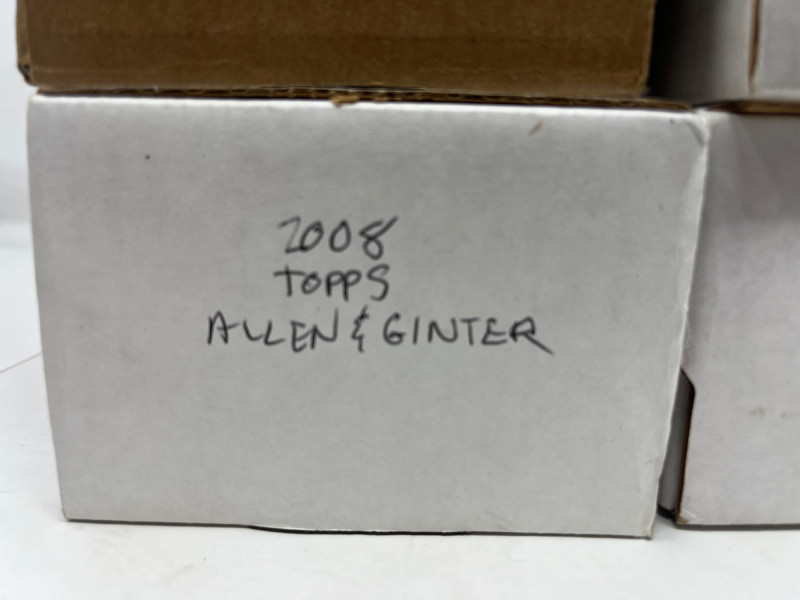 2008
TOPPS
ALLEN & GINTER